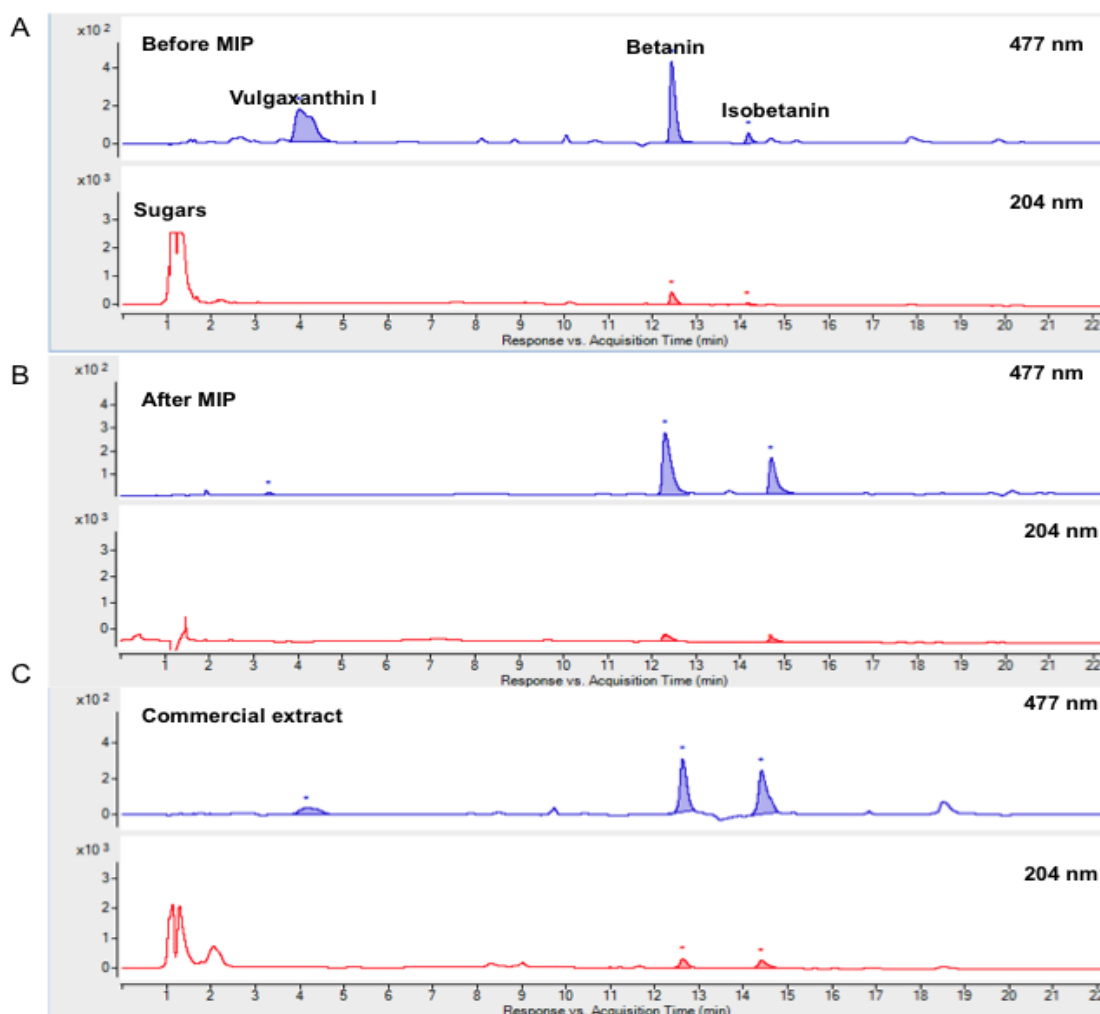 A
x10 2
Before MIP
Betanin
477 nm
4
Vulgaxanthin I
Isobetanin
2
0
x10 3
204 nm
Sugars
3
2
1
0
1 2 3 4 5 6 7 8 9 10 11 12 13 14 15 16 17 18 19 20 21 22
Response vs. Acquisition Time (min)
B
x10 2
477 nm
After MIP
4
3
2
1
x10 3
204 nm
3
2
1
0
1 2 3 4 5 6 7 8 9 10 11 12 13 14 15 16 17 18 19 20 21 22
Response vs. Acquisition Time (min)
C
x10 2
477 nm
Commercial extract
4
2
0
x10 3
204 nm
3
2
1
0
1 2 3 4 5 6 7 8 9 10 11 12 13 14 15 16 17 18 19 20 21 22
Response vs. Acquisition Time (min)